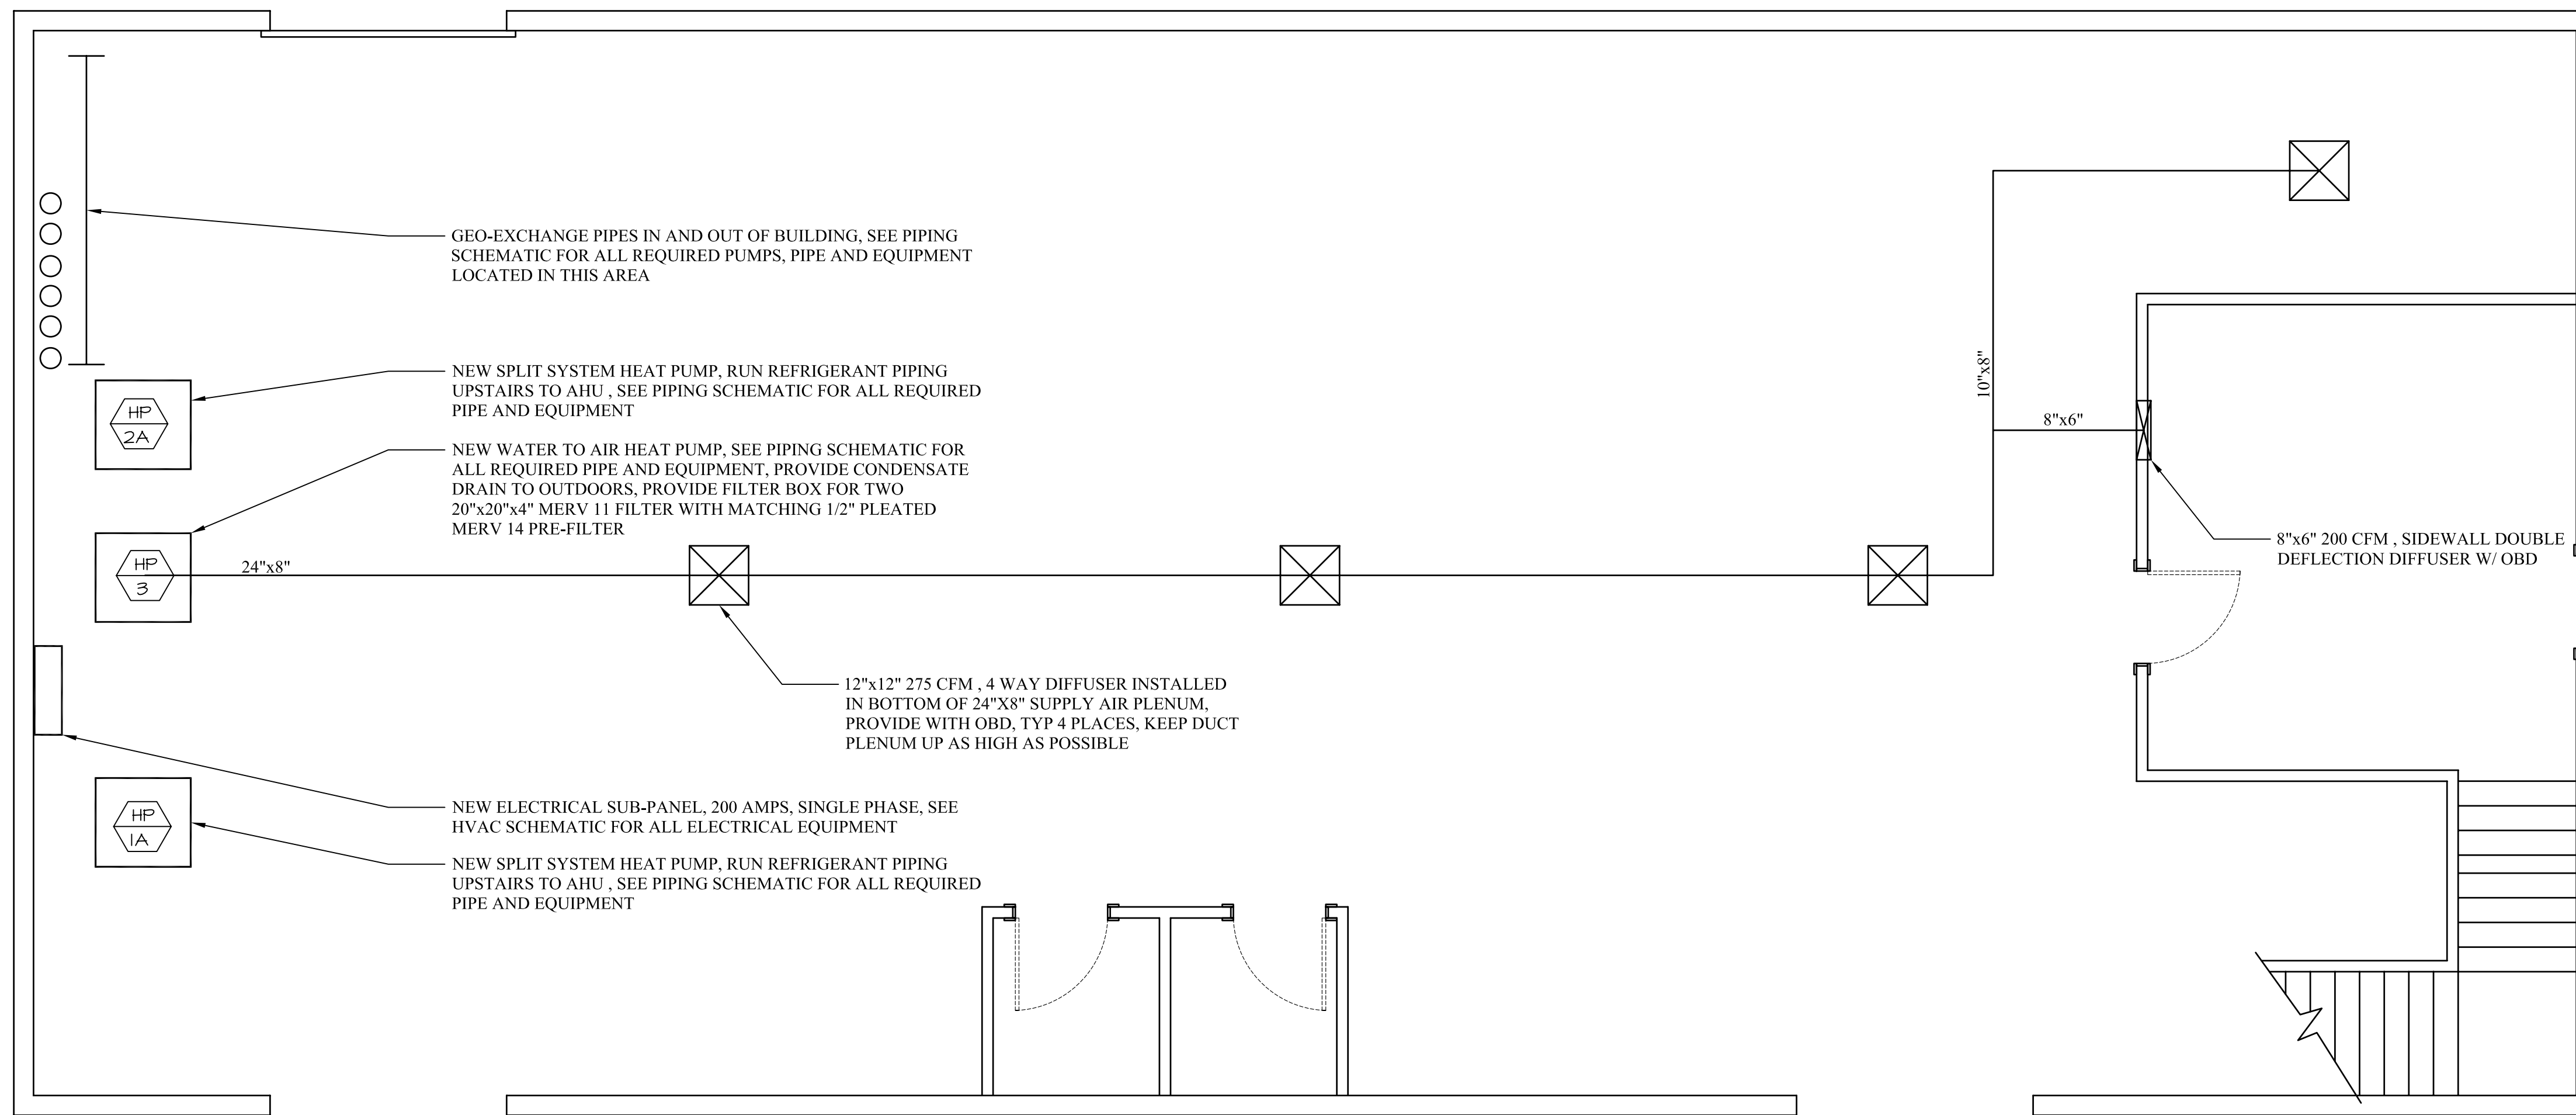 GEO-EXCHANGE PIPES IN AND OUT OF BUILDING, SEE PIPING
SCHEMATIC FOR ALL REQUIRED PUMPS, PIPE AND EQUIPMENT
LOCATED IN THIS AREA
10"x8"
8"x6"
NEW SPLIT SYSTEM HEAT PUMP, RUN REFRIGERANT PIPING
UPSTAIRS TO AHU , SEE PIPING SCHEMATIC FOR ALL REQUIRED
PIPE AND EQUIPMENT
HP
2A
NEW WATER TO AIR HEAT PUMP, SEE PIPING SCHEMATIC FOR
ALL REQUIRED PIPE AND EQUIPMENT, PROVIDE CONDENSATE
DRAIN TO OUTDOORS, PROVIDE FILTER BOX FOR TWO
20"x20"x4" MERV 11 FILTER WITH MATCHING 1/2" PLEATED
MERV 14 PRE-FILTER
8"x6" 200 CFM , SIDEWALL DOUBLE
DEFLECTION DIFFUSER W/ OBD
HP
3
24"x8"
12"x12" 275 CFM , 4 WAY DIFFUSER INSTALLED
IN BOTTOM OF 24"X8" SUPPLY AIR PLENUM,
PROVIDE WITH OBD, TYP 4 PLACES, KEEP DUCT
PLENUM UP AS HIGH AS POSSIBLE
NEW ELECTRICAL SUB-PANEL, 200 AMPS, SINGLE PHASE, SEE
HVAC SCHEMATIC FOR ALL ELECTRICAL EQUIPMENT
HP
1A
NEW SPLIT SYSTEM HEAT PUMP, RUN REFRIGERANT PIPING
UPSTAIRS TO AHU , SEE PIPING SCHEMATIC FOR ALL REQUIRED
PIPE AND EQUIPMENT